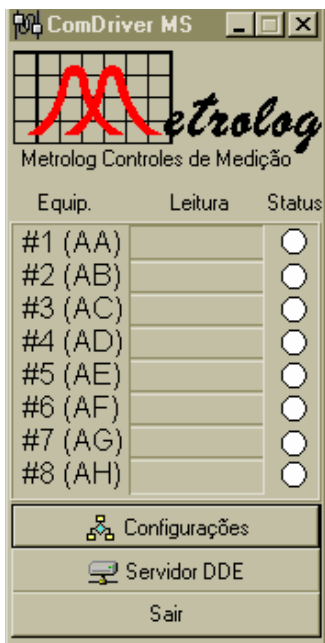 ComDriver MS
Metrolog
Metrolog Controles de Medição
Equip. Leitura Status
#1 (AA)
#2 (AB)
#3 (AC)
#4 (AD)
#5 (AE)
#6 (AF)
#7 (AG)
#8 (AH)
Configurações
Servidor DDE
Sair